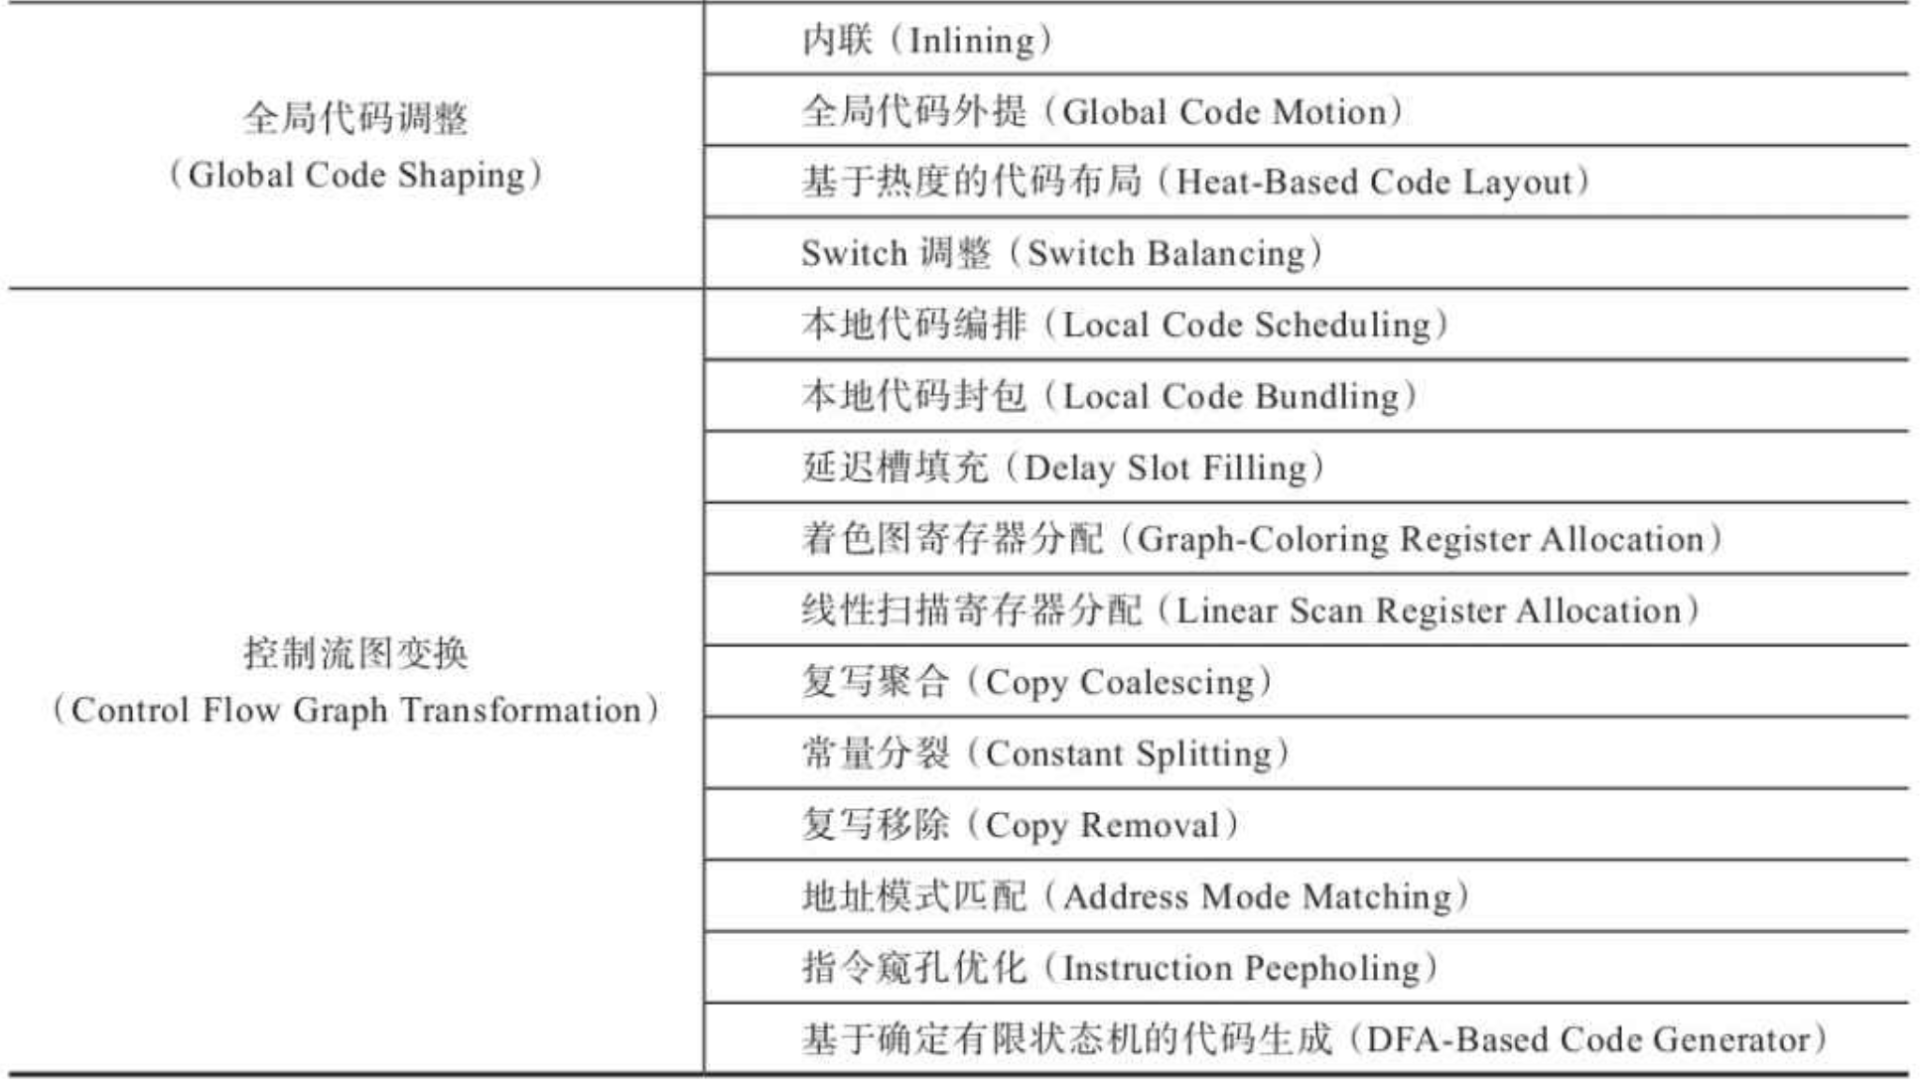 全局代码调整
（Global Code Shaping）
内联（Inlining）
全局代码外提（Global Code Motion）
基于热度的代码布局（Heat-Based Code Layout）
Switch 调整（Switch Balancing）
控制流图变换
（Control Flow Graph Transformation）
本地代码编排（Local Code Scheduling）
本地代码封包（Local Code Bundling）
延迟槽填充（Delay Slot Filling）
着色图寄存器分配（Graph-Coloring Register Allocation）
线性扫描寄存器分配（Linear Scan Register Allocation）
复写聚合（Copy Coalescing）
常量分裂（Constant Splitting）
复写移除（Copy Removal）
地址模式匹配（Address Mode Matching）
指令窥孔优化（Instruction Peepholing）
基于确定有限状态机的代码生成（DFA-Based Code Generator）